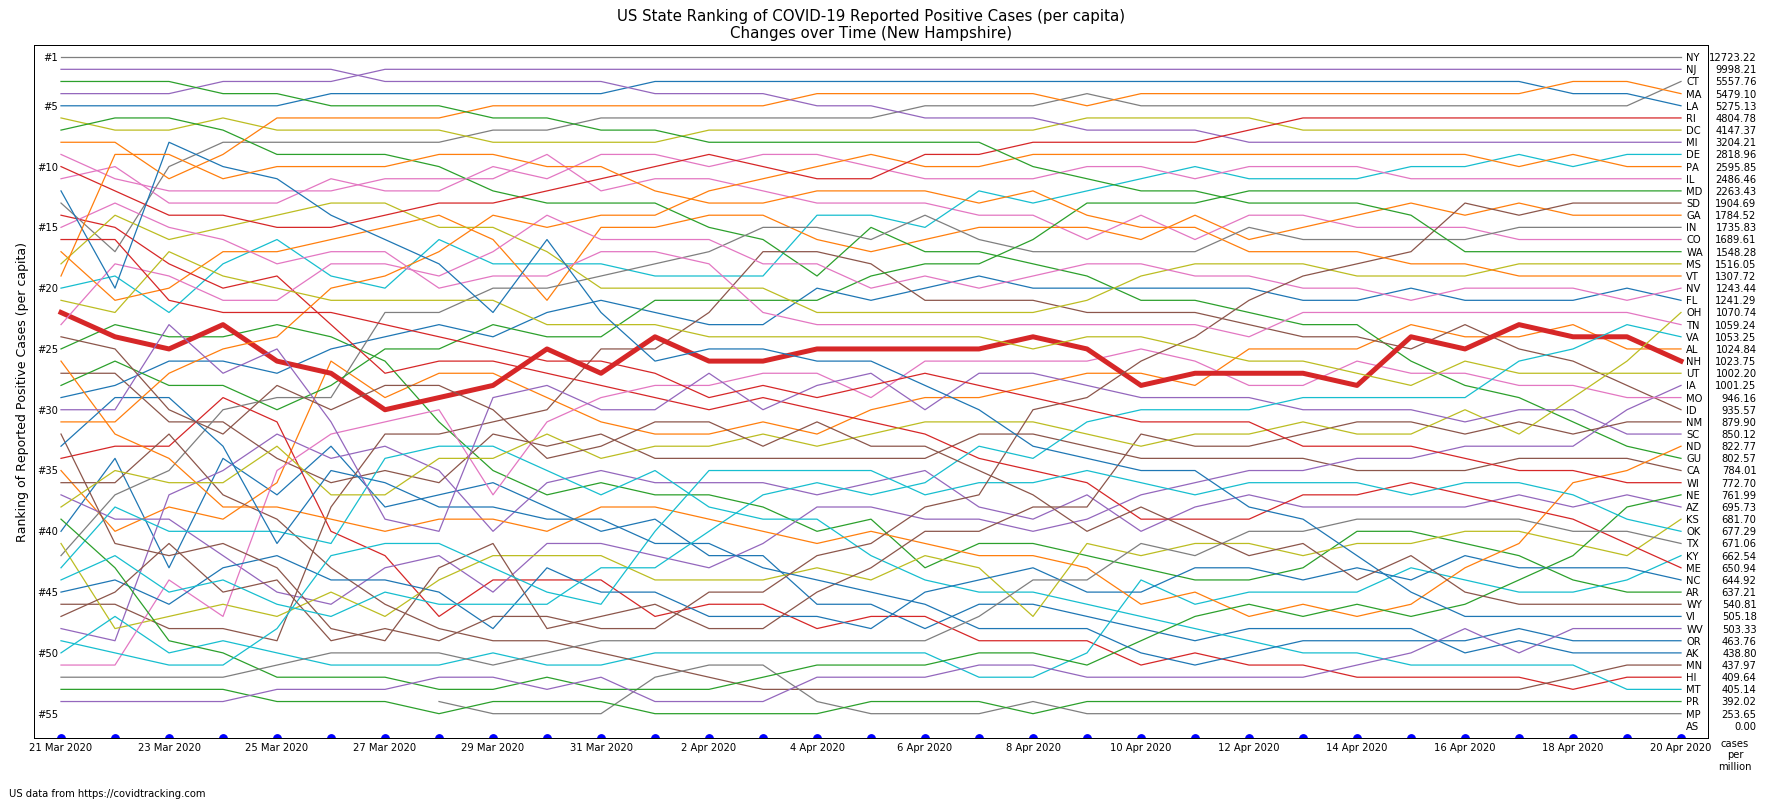 US State Ranking of COVID-19 Reported Positive Cases (per capita)
Changes over Time (New Hampshire)
Ranking of Reported Positive Cases (per capita)
#1
#5
#10
#15
#20
#25
#30
#35
#40
#45
#50
#55
NY 12723.22
NJ 9998.21
CT 5557.76
MA 5479.10
LA 5275.13
RI 4804.78
DC 4147.37
MI 3204.21
DE 2818.96
PA 2595.85
IL 2486.46
MD 2263.43
SD 1904.69
GA 1784.52
IN 1735.83
CO 1689.61
WA 1548.28
MS 1516.05
VT 1307.72
NV 1243.44
FL 1241.29
OH 1070.74
TN 1059.24
VA 1053.25
AL 1024.84
NH 1023.75
UT 1002.20
IA 1001.25
MO 946.16
ID 935.57
NM 879.90
SC 850.12
ND 822.77
GU 802.57
CA 784.01
WI 772.70
NE 761.99
AZ 695.73
KS 681.70
OK 677.29
TX 671.06
KY 662.54
ME 650.94
NC 644.92
AR 637.21
WY 540.81
VI 505.18
WV 503.33
OR 463.76
AK 438.80
MN 437.97
HI 409.64
MT 405.14
PR 392.02
MP 253.65
AS 0.00
21 Mar 2020 23 Mar 2020 25 Mar 2020 27 Mar 2020 29 Mar 2020 31 Mar 2020 2 Apr 2020 4 Apr 2020 6 Apr 2020 8 Apr 2020 10 Apr 2020 12 Apr 2020 14 Apr 2020 16 Apr 2020 18 Apr 2020 20 Apr 2020
cases
per
million
US data from https://covidtracking.com